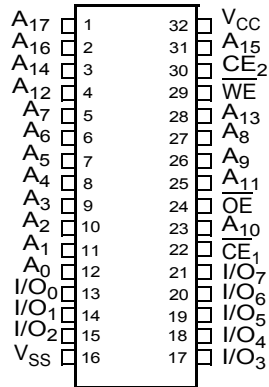 A17 1 32 VCC
A16 2 31 A15
A14 3 30 CE2
A12 4 29 W̅E̅
A7 5 28 A13
A6 6 27 A8
A5 7 26 A9
A4 8 25 A11
A3 9 24 O̅E̅
A2 10 23 A10
A1 11 22 C̅E̅1
A0 12 21 I/O7
I/O0 13 20 I/O6
I/O1 14 19 I/O5
I/O2 15 18 I/O4
VSS 16 17 I/O3